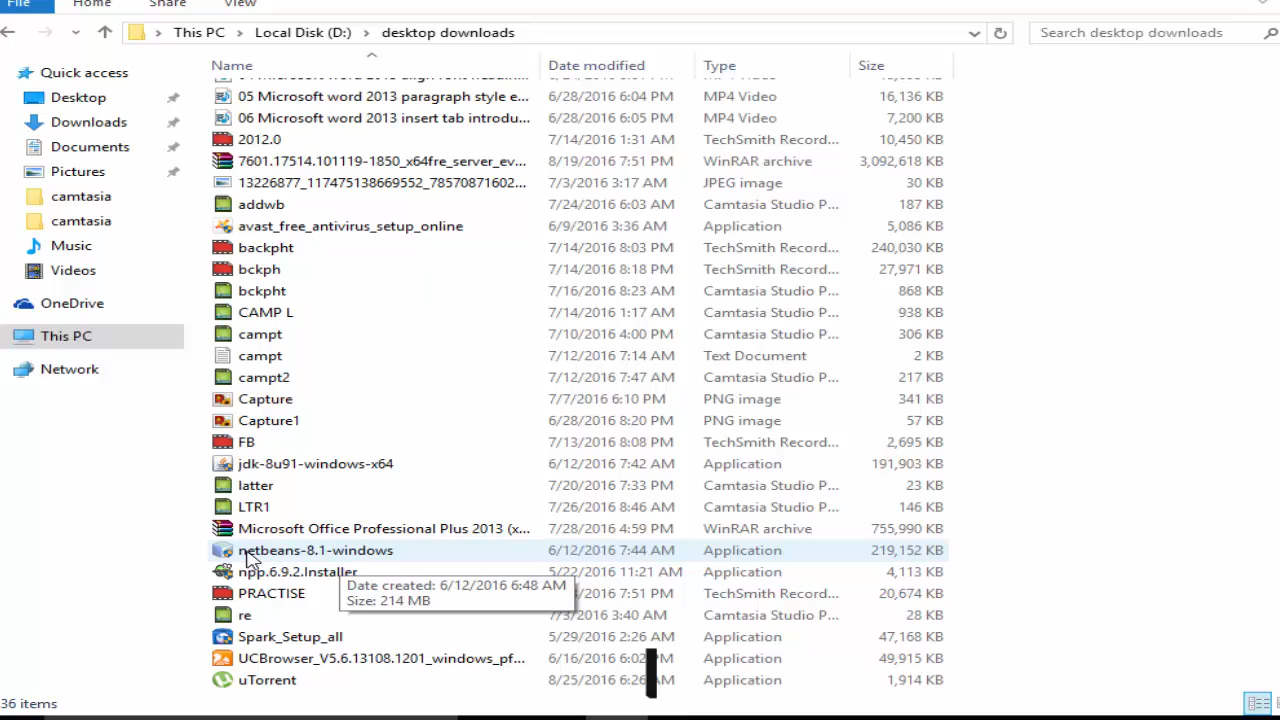 File Home Share View
This PC > Local Disk (D:) > desktop downloads Search desktop downloads
Name Date modified Type Size
Quick access
Desktop
Downloads
Documents
Pictures
camtasia
camtasia
Music
Videos
OneDrive
This PC
Network
MP4 Video
05 Microsoft word 2013 paragraph style e... 6/28/2016 6:04 PM MP4 Video 16,136 KB
06 Microsoft word 2013 insert tab introdu... 6/28/2016 6:05 PM MP4 Video 7,200 KB
2012.0 7/14/2016 1:31 AM TechSmith Record... 10,450 KB
7601.17514.101119-1850_x64fre_server_ev... 8/19/2016 7:51 PM WinRAR archive 3,092,618 KB
13226877_117475138669552_78570871602... 7/3/2016 3:17 AM JPEG image 30 KB
addwb 7/24/2016 6:03 AM Camtasia Studio P... 187 KB
avast_free_antivirus_setup_online 6/9/2016 3:36 AM Application 5,086 KB
backpht 7/14/2016 8:03 PM TechSmith Record... 240,030 KB
bckph 7/14/2016 8:18 PM TechSmith Record... 27,971 KB
bckpht 7/16/2016 8:23 AM Camtasia Studio P... 868 KB
CAMP L 7/14/2016 1:17 AM Camtasia Studio P... 938 KB
campt 7/10/2016 4:00 PM Camtasia Studio P... 306 KB
campt 7/12/2016 7:14 AM Text Document 2 KB
campt2 7/12/2016 7:47 AM Camtasia Studio P... 217 KB
Capture 7/7/2016 6:10 PM PNG image 341 KB
Capture1 6/28/2016 8:20 PM PNG image 57 KB
FB 7/13/2016 8:08 PM TechSmith Record... 2,695 KB
jdk-8u91-windows-x64 6/12/2016 7:42 AM Application 191,903 KB
latter 7/20/2016 7:33 PM Camtasia Studio P... 23 KB
LTR1 7/26/2016 8:46 AM Camtasia Studio P... 146 KB
Microsoft Office Professional Plus 2013 (x... 7/28/2016 4:59 PM WinRAR archive 755,990 KB
netbeans-8.1-windows 6/12/2016 7:44 AM Application 219,152 KB
npp.6.9.2.Installer 5/22/2016 11:21 AM Application 4,113 KB
Date created: 6/12/2016 6:48 AM
Size: 214 MB
PRACTISE 7:51 PM TechSmith Record... 20,674 KB
re 7/3/2016 3:40 AM Camtasia Studio P... 28 KB
Spark_Setup_all 5/29/2016 2:26 AM Application 47,168 KB
UCBrowser_V5.6.13108.1201_windows_pf... 6/16/2016 6:02 PM Application 49,915 KB
uTorrent 8/25/2016 6:26 AM Application 1,914 KB
36 items